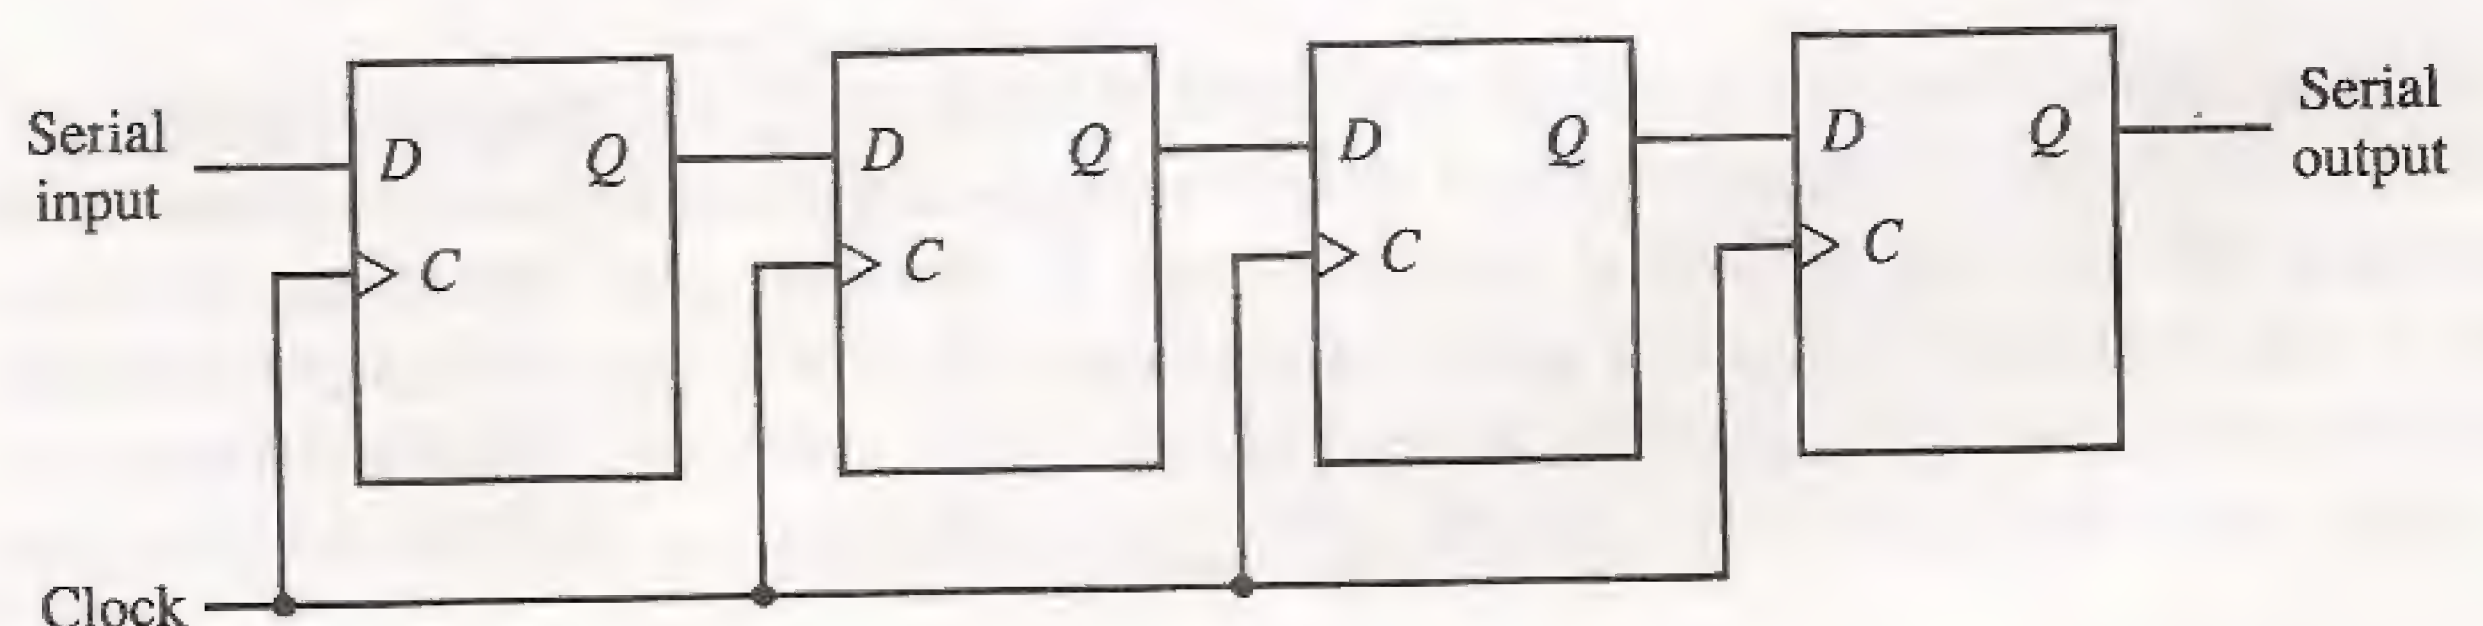 Serial
input
D Q
C
D Q
C
D Q
C
D Q
C
Serial
output
Clock